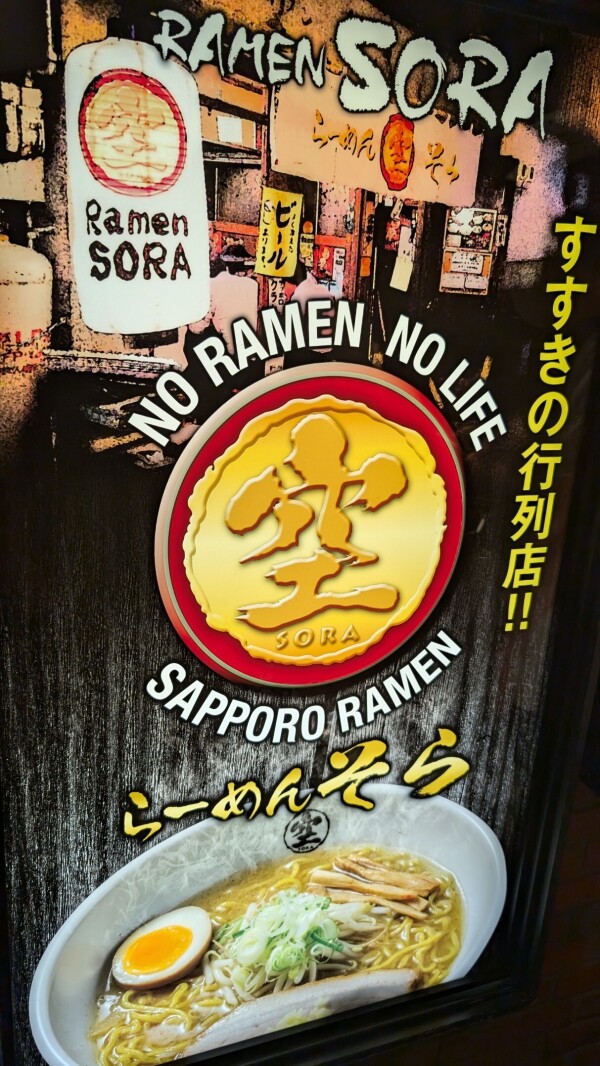 RAMEN SORA
空
Ramen
SORA
らーめん 空 そら
ビール
NO RAMEN NO LIFE
すすきの行列店!!
空
SORA
SAPPORO RAMEN
らーめんそら
空